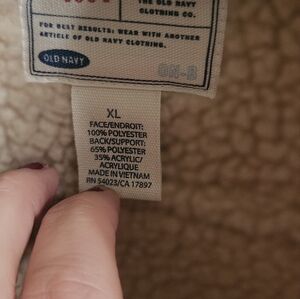 THE OLD NAVY
CLOTHING CO.
FOR BEST RESULTS: WEAR WITH ANOTHER
ARTICLE OF OLD NAVY CLOTHING.
OLD NAVY
ON-B
XL
FACE/ENDROIT:
100% POLYESTER
BACK/SUPPORT:
65% POLYESTER
35% ACRYLIC/
ACRYLIQUE
MADE IN VIETNAM
RN 54023/CA 17897